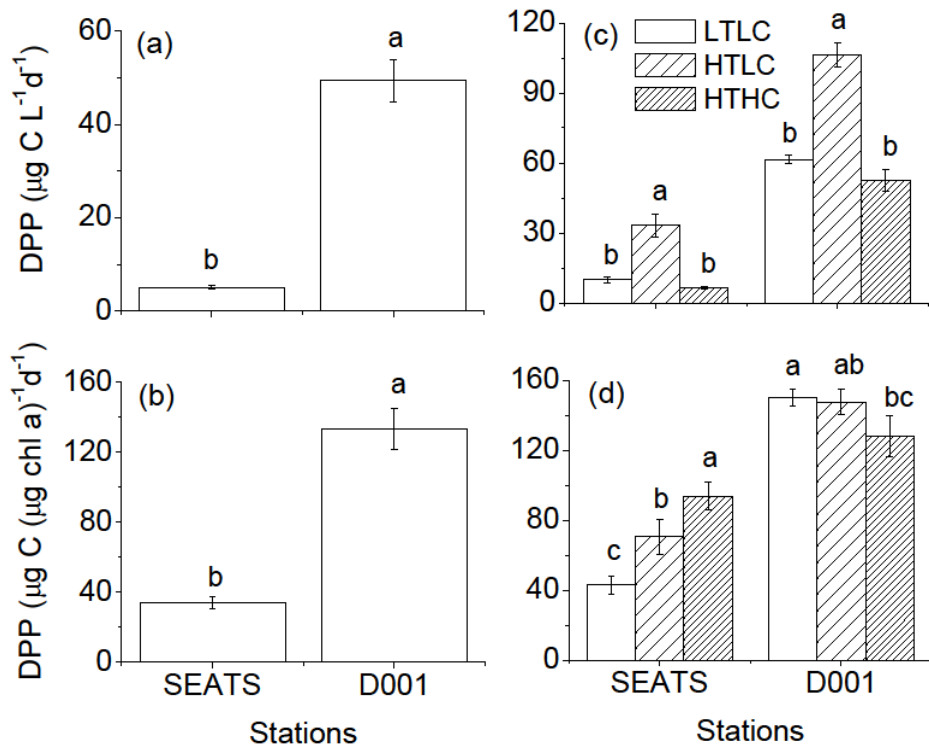 (a)
60
40
20
0
DPP (µg C L⁻¹d⁻¹)
a
b
(c)
120
90
60
30
0
LTLC
HTLC
HTHC
b
a
b
b
a
b
(b)
160
120
80
40
0
DPP (µg C (µg chl a)⁻¹d⁻¹)
b
a
SEATS
D001
Stations
(d)
160
120
80
40
0
c
b
a
a
ab
bc
SEATS
D001
Stations